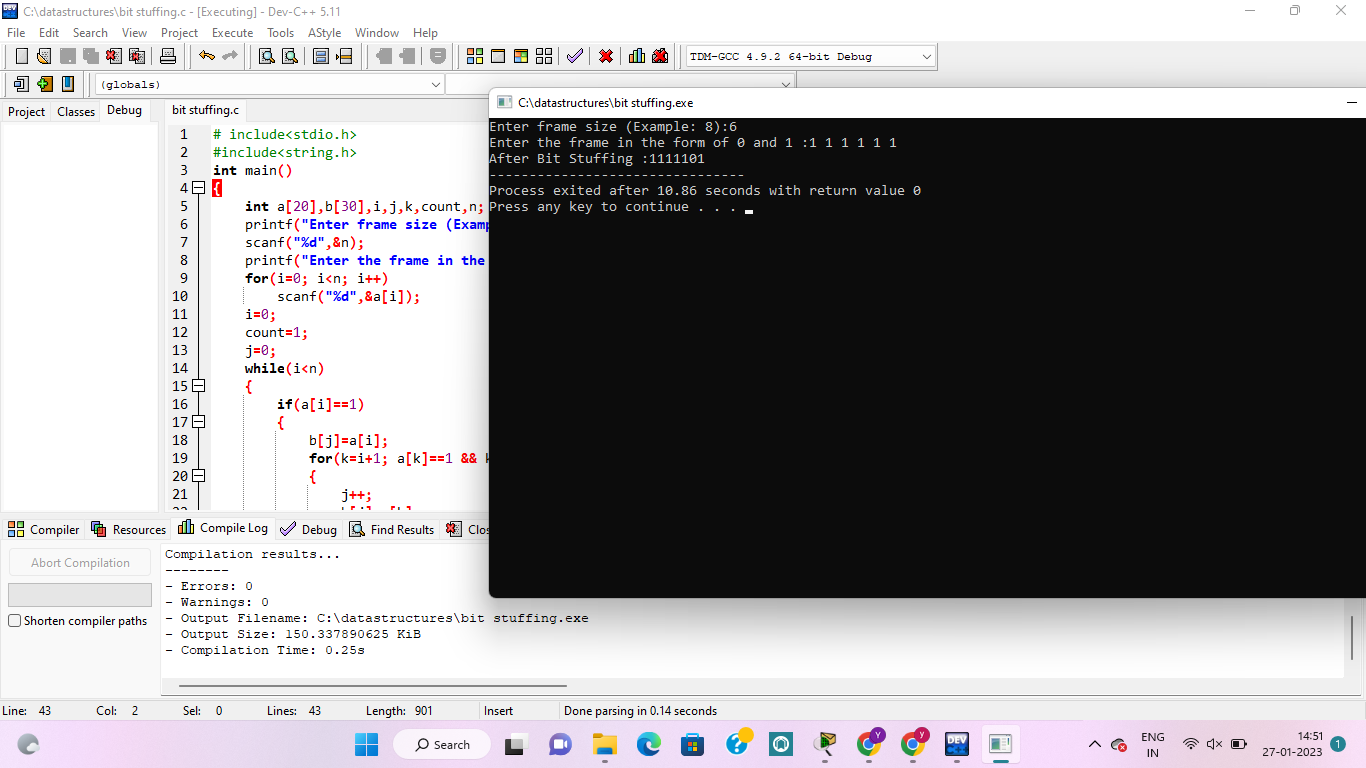 C:\datastructures\bit stuffing.c - [Executing] - Dev-C++ 5.11
File Edit Search View Project Execute Tools AStyle Window Help
TDM-GCC 4.9.2 64-bit Debug
(globals)
Project Classes Debug
bit stuffing.c
1 # include<stdio.h>
2 #include<string.h>
3 int main()
4 {
5 int a[20],b[30],i,j,k,count,n;
6 printf("Enter frame size (Examp
7 scanf("%d",&n);
8 printf("Enter the frame in the
9 for(i=0; i<n; i++)
10 scanf("%d",&a[i]);
11 i=0;
12 count=1;
13 j=0;
14 while(i<n)
15 {
16 if(a[i]==1)
17 {
18 b[j]=a[i];
19 for(k=i+1; a[k]==1 && k
20 {
21 j++;
C:\datastructures\bit stuffing.exe
Enter frame size (Example: 8):6
Enter the frame in the form of 0 and 1 :1 1 1 1 1 1
After Bit Stuffing :1111101
--------------------------------
Process exited after 10.86 seconds with return value 0
Press any key to continue . . .
Compiler Resources Compile Log Debug Find Results Clos
Abort Compilation
Shorten compiler paths
Compilation results...
--------
- Errors: 0
- Warnings: 0
- Output Filename: C:\datastructures\bit stuffing.exe
- Output Size: 150.337890625 KiB
- Compilation Time: 0.25s
Line: 43 Col: 2 Sel: 0 Lines: 43 Length: 901 Insert Done parsing in 0.14 seconds
Search
DEV
Y
Y
ENG
IN
14:51
27-01-2023
1